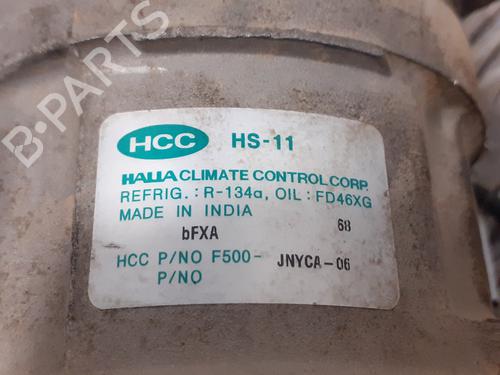 HCC HS-11
HALLA CLIMATE CONTROL CORP.
REFRIG. : R-134a, OIL : FD46XG
MADE IN INDIA
bFXA 68
HCC P/NO F500- JNYCA-06
P/NO
B-PARTS